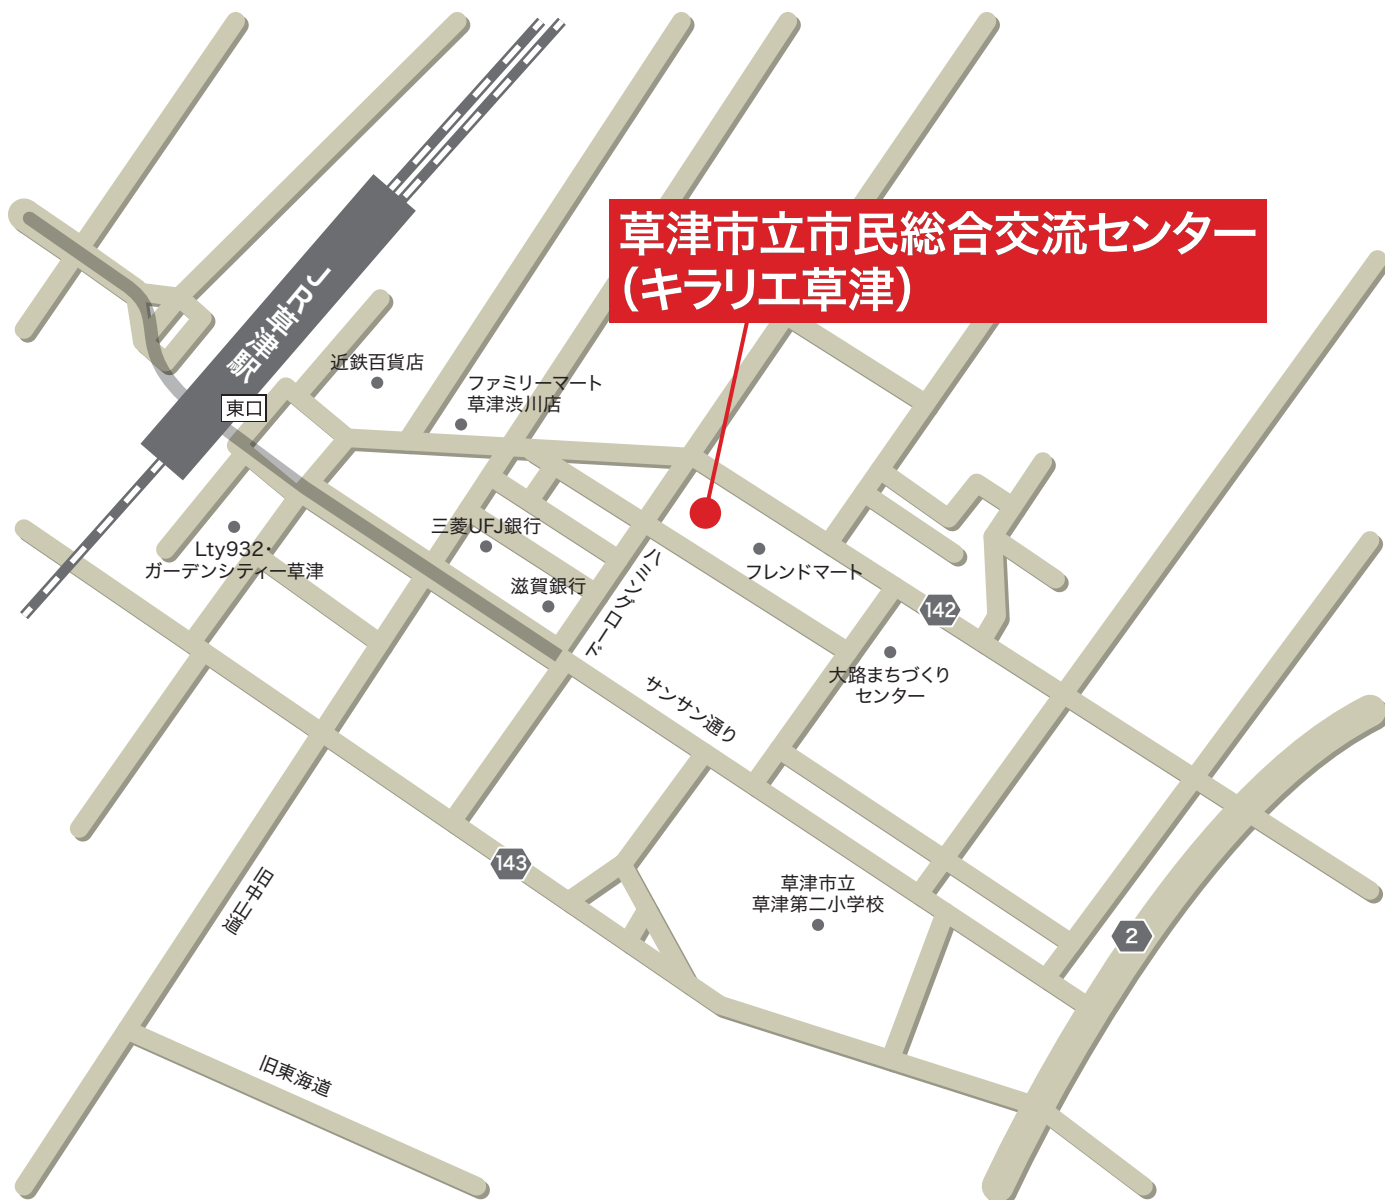 草津市立市民総合交流センター
（キラリエ草津）
JR草津駅
東口
近鉄百貨店
ファミリーマート
草津渋川店
三菱UFJ銀行
Lty932・
ガーデンシティー草津
滋賀銀行
ハミングロード
フレンドマート
142
大路まちづくり
センター
サンサン通り
143
草津市立
草津第二小学校
2
旧中山道
旧東海道